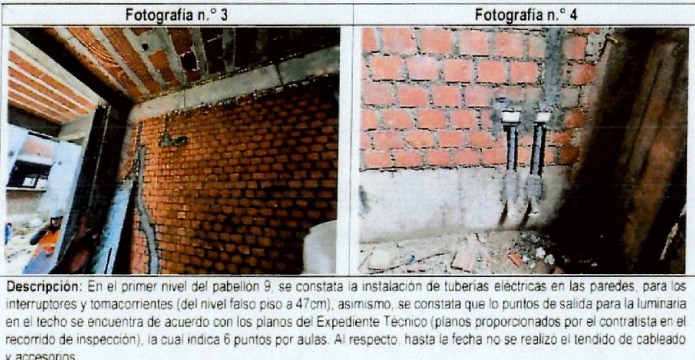 Fotografía n.° 3
Fotografía n.° 4
Descripción: En el primer nivel del pabellón 9, se constata la instalación de tuberías eléctricas en las paredes, para los
interruptores y tomacorrientes (del nivel falso piso a 47cm), asimismo, se constata que lo puntos de salida para la luminaria
en el techo se encuentra de acuerdo con los planos del Expediente Técnico (planos proporcionados por el contratista en el
recorrido de inspección), la cual indica 6 puntos por aulas. Al respecto, hasta la fecha no se realizó el tendido de cableado
y accesorios